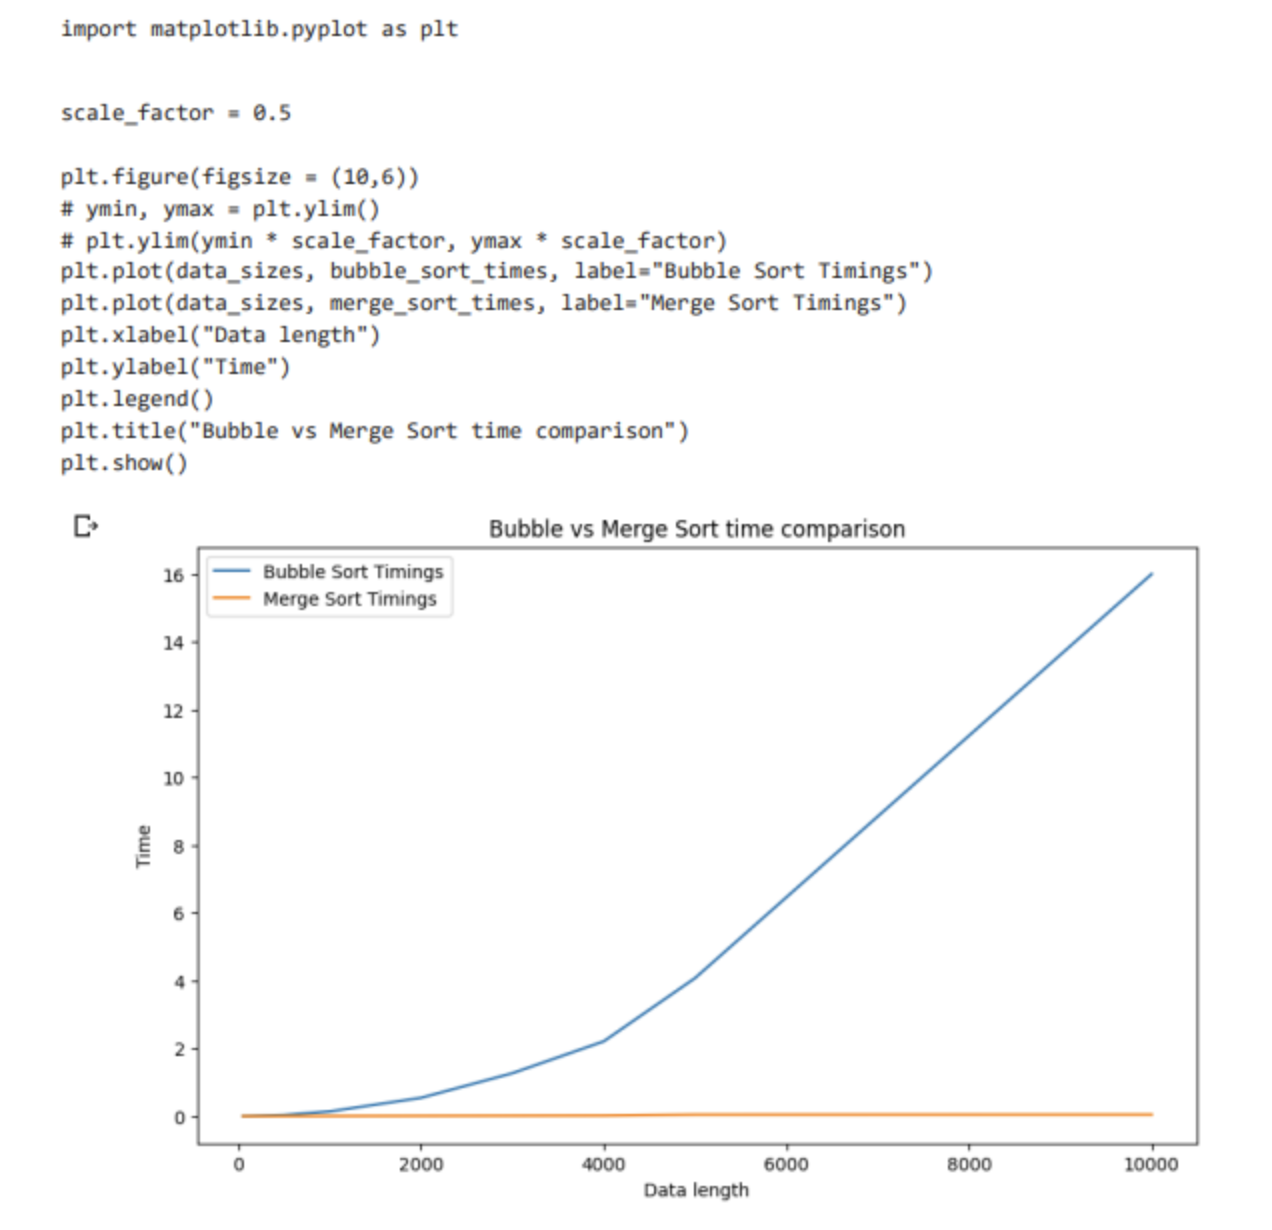 import matplotlib.pyplot as plt
scale_factor = 0.5
plt.figure(figsize = (10,6))
# ymin, ymax = plt.ylim()
# plt.ylim(ymin * scale_factor, ymax * scale_factor)
plt.plot(data_sizes, bubble_sort_times, label="Bubble Sort Timings")
plt.plot(data_sizes, merge_sort_times, label="Merge Sort Timings")
plt.xlabel("Data length")
plt.ylabel("Time")
plt.legend()
plt.title("Bubble vs Merge Sort time comparison")
plt.show()
Bubble vs Merge Sort time comparison
Bubble Sort Timings
Merge Sort Timings
16
14
12
10
8
6
4
2
0
Time
0 2000 4000 6000 8000 10000
Data length